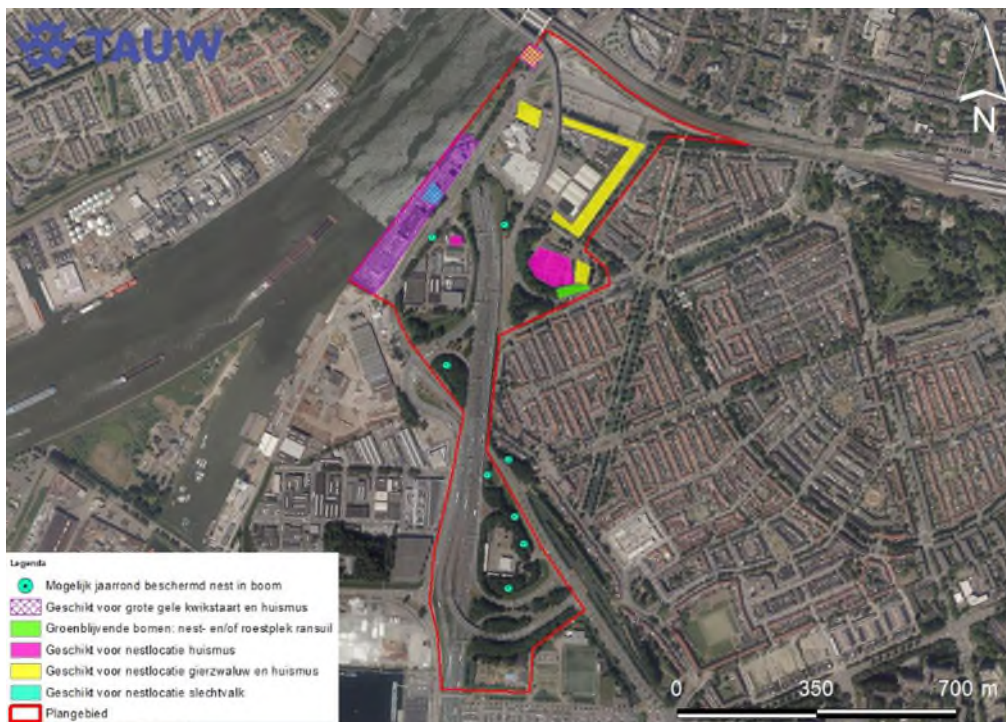 TAUW
N
Legenda
Mogelijk jaarrond beschermd nest in boom
Geschikt voor grote gele kwikstaart en huismus
Groenblijvende bomen: nest- en/of roestplek ransuil
Geschikt voor nestlocatie huismus
Geschikt voor nestlocatie gierzwaluw en huismus
Geschikt voor nestlocatie slechtvalk
Plangebied
0 350 700 m